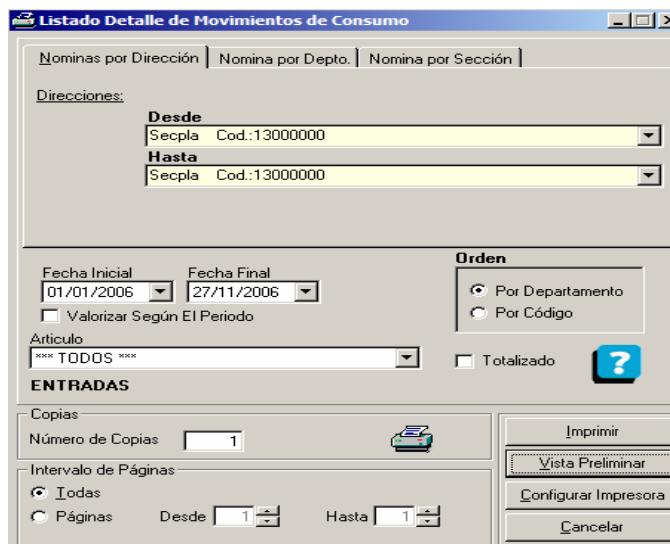 Listado Detalle de Movimientos de Consumo
Nominas por Dirección Nomina por Depto. Nomina por Sección
Direcciones:
Desde
Secpla Cod.:13000000
Hasta
Secpla Cod.:13000000
Fecha Inicial Fecha Final
01/01/2006 27/11/2006
Valorizar Según El Periodo
Orden
Por Departamento
Por Código
Articulo
*** TODOS ***
Totalizado
?
ENTRADAS
Copias
Número de Copias 1
Intervalo de Páginas
Todas
Páginas Desde 1 Hasta 1
Imprimir
Vista Preliminar
Configurar Impresora
Cancelar